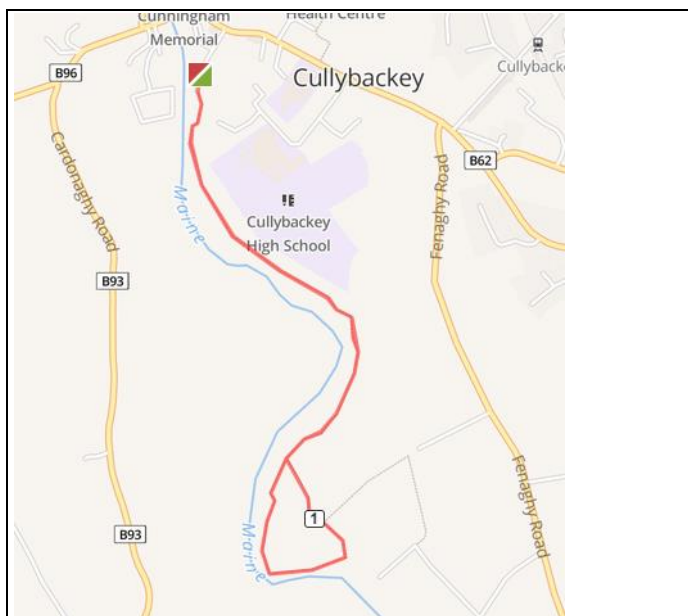 Cunningham
Memorial
Health Centre
B96
Cullybackey
Cullybacke
B62
Cardonaghy Road
Maine
Cullybackey
High School
Fenaghy Road
B93
1
B93
Maine
Fenaghy Road